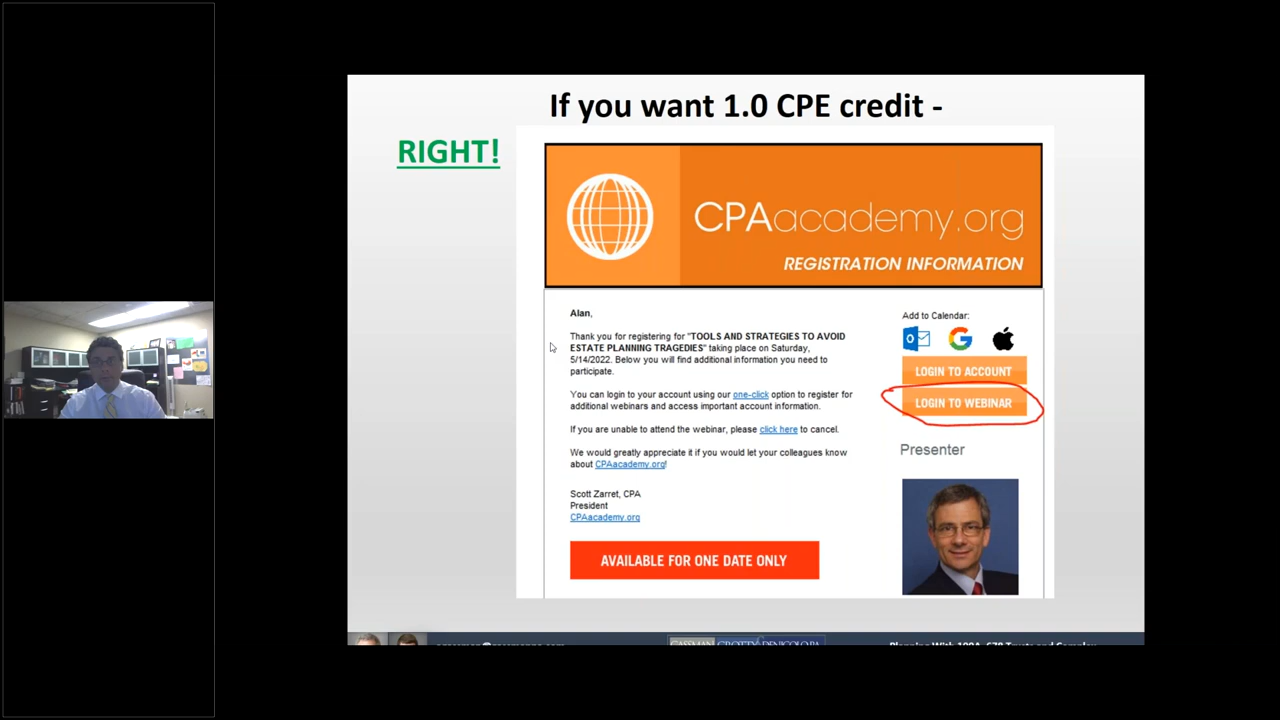 If you want 1.0 CPE credit -
RIGHT!
CPAacademy.org
REGISTRATION INFORMATION
Alan,
Thank you for registering for "TOOLS AND STRATEGIES TO AVOID
ESTATE PLANNING TRAGEDIES" taking place on Saturday,
5/14/2022. Below you will find additional information you need to
participate.
You can login to your account using our one-click option to register for
additional webinars and access important account information.
If you are unable to attend the webinar, please click here to cancel.
We would greatly appreciate it if you would let your colleagues know
about CPAacademy.org!
Scott Zarret, CPA
President
CPAacademy.org
AVAILABLE FOR ONE DATE ONLY
Add to Calendar:
LOGIN TO ACCOUNT
LOGIN TO WEBINAR
Presenter